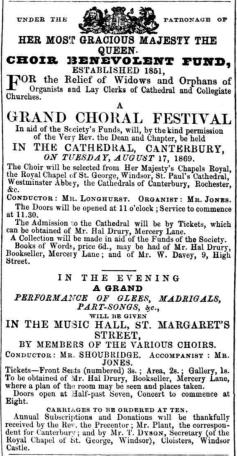 UNDER THE PATRONAGE OF
HER MOST GRACIOUS MAJESTY THE
QUEEN.
CHOIR BENEVOLENT FUND,
ESTABLISHED 1851,
FOR the Relief of Widows and Orphans of
Organists and Lay Clerks of Cathedral and Collegiate
Churches.
A
GRAND CHORAL FESTIVAL
In aid of the Society's Funds, will, by the kind permission
of the Very Rev. the Dean and Chapter, be held
IN THE CATHEDRAL, CANTERBURY,
ON TUESDAY, AUGUST 17, 1869.
The Choir will be selected from Her Majesty's Chapels Royal,
the Royal Chapel of St. George, Windsor, St. Paul's Cathedral,
Westminster Abbey, the Cathedrals of Canterbury, Rochester,
&c.
CONDUCTOR: MR. LONGHURST. ORGANIST: MR. JONES.
The Doors will be opened at 11 o'clock; Service to commence
at 11.30.
The Admission to the Cathedral will be by Tickets, which
can be obtained of Mr. Hal Drury, Mercery Lane.
A Collection will be made in aid of the Funds of the Society.
Books of Words, price 6d., may be had of Mr. Hal Drury,
Bookseller, Mercery Lane; and of Mr. W. Davey, 9, High
Street.
IN THE EVENING
A GRAND
PERFORMANCE OF GLEES, MADRIGALS,
PART-SONGS, &c.,
WILL BE GIVEN
IN THE MUSIC HALL, ST. MARGARET'S
STREET,
BY MEMBERS OF THE VARIOUS CHOIRS.
CONDUCTOR: MR. SHOUBRIDGE. ACCOMPANIST: MR.
JONES.
Tickets—Front Seats (numbered) 3s.; Area, 2s.; Gallery, 1s.
To be obtained of Mr. Hal Drury, Bookseller, Mercery Lane,
where a plan of the room may be seen and places taken.
Doors open at Half-past Seven, Concert to commence at
Eight.
CARRIAGES TO BE ORDERED AT TEN.
Annual Subscriptions and Donations will be thankfully
received by the Rev. the Precentor; Mr. Plant, the correspondent
for Canterbury; and by Mr. T. DYSON, Secretary (of the
Royal Chapel of St. George, Windsor), Cloisters, Windsor
Castle.